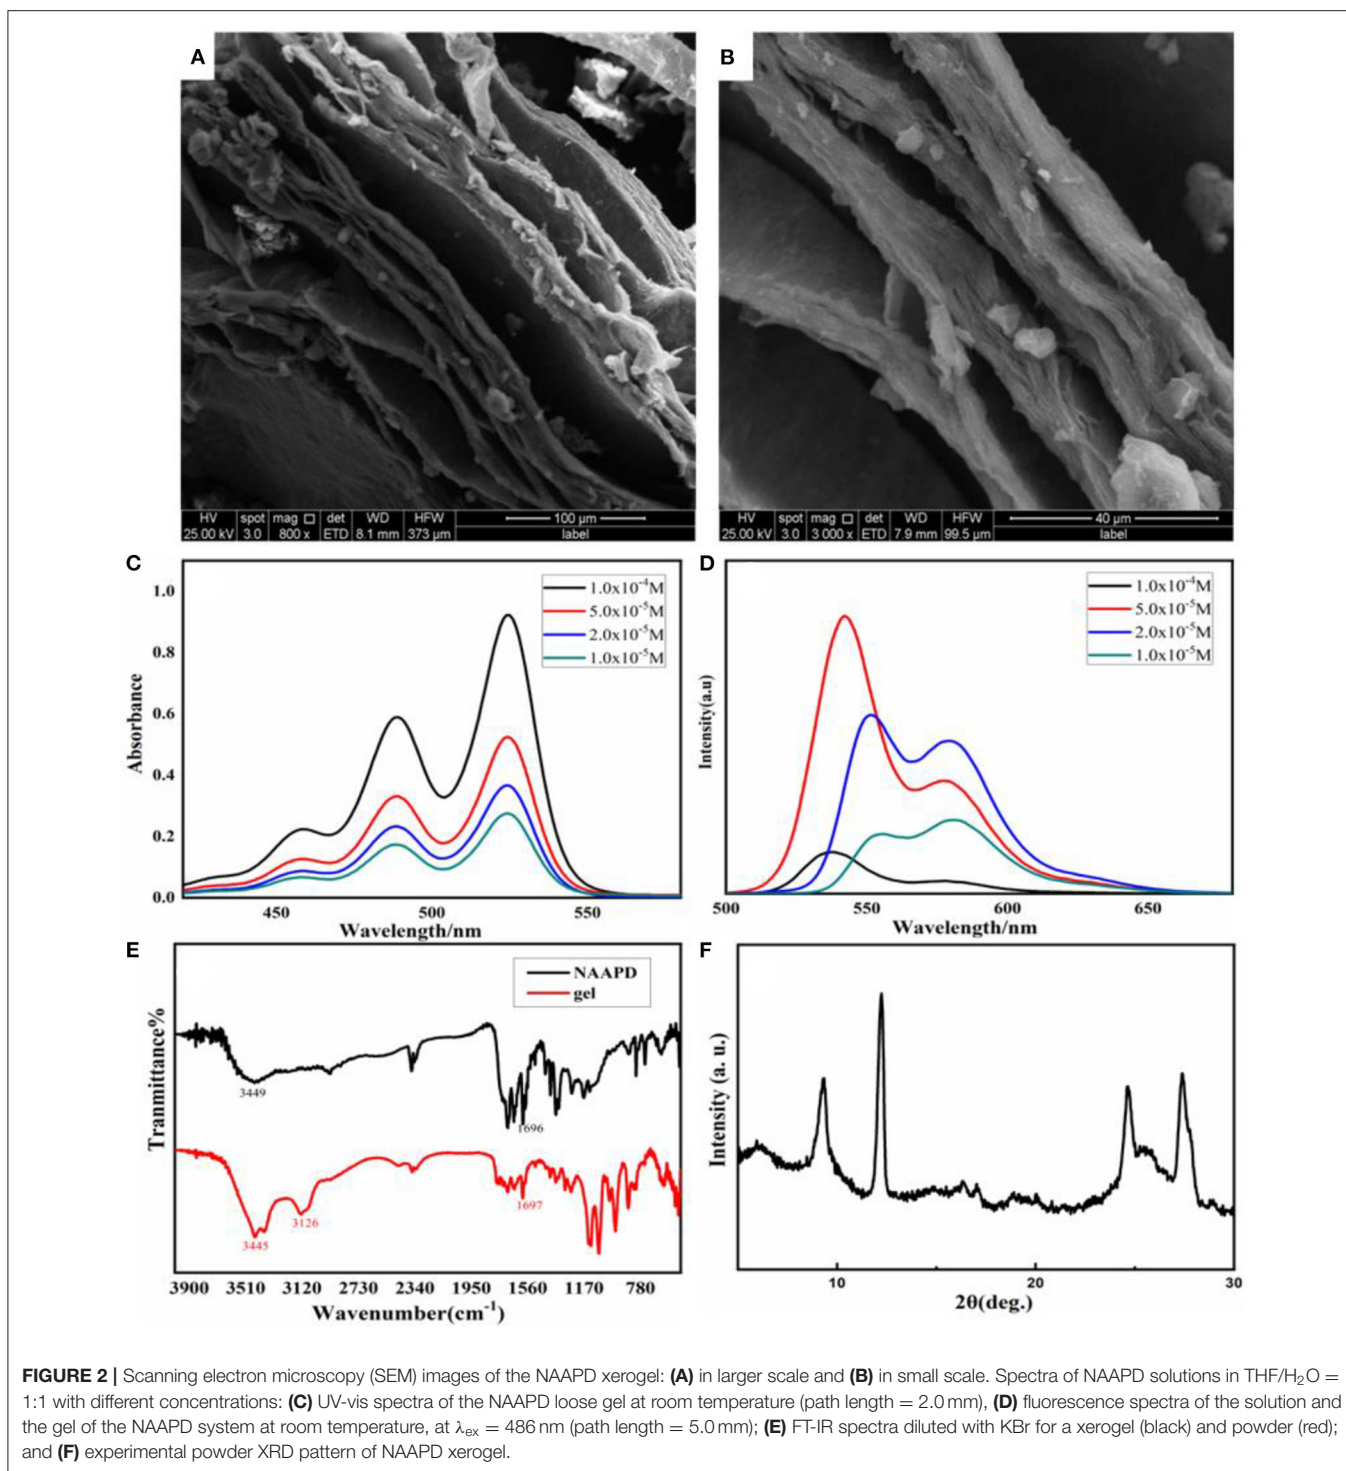 A
HV spot mag □ det WD HFW 100 µm
25.00 kV 3.0 800 x ETD 8.1 mm 373 µm label
B
HV spot mag □ det WD HFW 40 µm
25.00 kV 3.0 3 000 x ETD 7.9 mm 99.5 µm label
C
1.0
0.8
0.6
0.4
0.2
0.0
Absorbance
1.0x10⁻⁴M
5.0x10⁻⁵M
2.0x10⁻⁵M
1.0x10⁻⁵M
450 500 550
Wavelength/nm
D
Intensity(a.u)
1.0x10⁻⁴M
5.0x10⁻⁵M
2.0x10⁻⁵M
1.0x10⁻⁵M
500 550 600 650
Wavelength/nm
E
Tranmittance%
NAAPD
gel
3449
1696
3445
3126
1697
3900 3510 3120 2730 2340 1950 1560 1170 780
Wavenumber(cm⁻¹)
F
Intensity (a. u.)
10 20 30
2θ(deg.)
FIGURE 2 | Scanning electron microscopy (SEM) images of the NAAPD xerogel: (A) in larger scale and (B) in small scale. Spectra of NAAPD solutions in THF/H₂O =
1:1 with different concentrations: (C) UV-vis spectra of the NAAPD loose gel at room temperature (path length = 2.0 mm), (D) fluorescence spectra of the solution and
the gel of the NAAPD system at room temperature, at λex = 486 nm (path length = 5.0 mm); (E) FT-IR spectra diluted with KBr for a xerogel (black) and powder (red);
and (F) experimental powder XRD pattern of NAAPD xerogel.